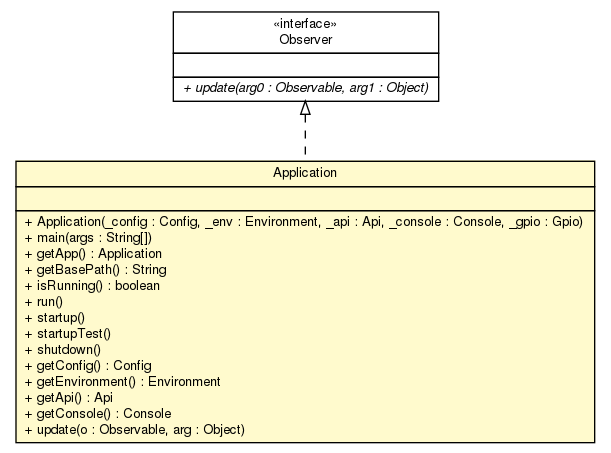 «interface»
Observer
+ update(arg0 : Observable, arg1 : Object)
Application
+ Application(_config : Config, _env : Environment, _api : Api, _console : Console, _gpio : Gpio)
+ main(args : String[])
+ getApp() : Application
+ getBasePath() : String
+ isRunning() : boolean
+ run()
+ startup()
+ startupTest()
+ shutdown()
+ getConfig() : Config
+ getEnvironment() : Environment
+ getApi() : Api
+ getConsole() : Console
+ update(o : Observable, arg : Object)